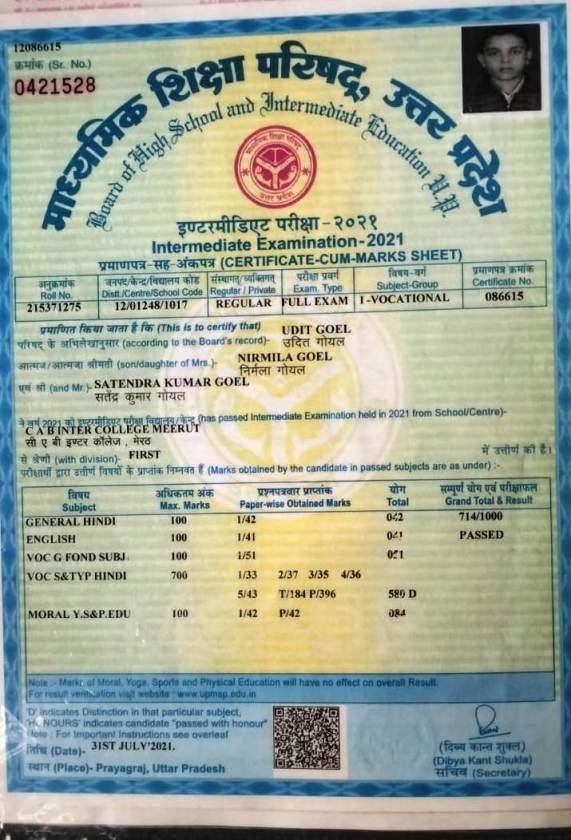 12086615
क्रमांक (Sr. No.)
0421528
माध्यमिक शिक्षा परिषद्, उत्तर प्रदेश
Board of High School and Intermediate Education U.P.
माध्यमिक शिक्षा परिषद्
उत्तर प्रदेश
इण्टरमीडिएट परीक्षा-२०२१
Intermediate Examination-2021
प्रमाणपत्र-सह-अंकपत्र (CERTIFICATE-CUM-MARKS SHEET)
अनुक्रमांक जनपद/केन्द्र/विद्यालय कोड संस्थागत/व्यक्तिगत परीक्षा प्रवर्ग विषय-वर्ग प्रमाणपत्र क्रमांक
Roll No. Distt./Centre/School Code Regular / Private Exam. Type Subject-Group Certificate No.
215371275 12/01248/1017 REGULAR FULL EXAM I-VOCATIONAL 086615
प्रमाणित किया जाता है कि (This is to certify that) UDIT GOEL
परिषद् के अभिलेखानुसार (according to the Board's record)- उदित गोयल
आत्मज/आत्मजा श्रीमती (son/daughter of Mrs.)- NIRMILA GOEL
निर्मला गोयल
एवं श्री (and Mr.)- SATENDRA KUMAR GOEL
सतेंद्र कुमार गोयल
ने वर्ष 2021 की इण्टरमीडिएट परीक्षा विद्यालय/केन्द्र (has passed Intermediate Examination held in 2021 from School/Centre)-
C A B INTER COLLEGE MEERUT
सी ए बी इण्टर कॉलेज , मेरठ
से श्रेणी (with division)- FIRST में उत्तीर्ण की है।
परीक्षार्थी द्वारा उत्तीर्ण विषयों के प्राप्तांक निम्नवत हैं (Marks obtained by the candidate in passed subjects are as under) :-
विषय अधिकतम अंक प्रश्नपत्रवार प्राप्तांक योग सम्पूर्ण योग एवं परीक्षाफल
Subject Max. Marks Paper-wise Obtained Marks Total Grand Total & Result
GENERAL HINDI 100 1/42 042 714/1000
ENGLISH 100 1/41 041 PASSED
VOC G FOND SUBJ 100 1/51 051
VOC S&TYP HINDI 700 1/33 2/37 3/35 4/36
5/43 T/184 P/396 580 D
MORAL Y.S&P.EDU 100 1/42 P/42 084
Note :- Marks of Moral, Yoga, Sports and Physical Education will have no effect on overall Result.
For result verification visit website : www.upmsp.edu.in
'D' Indicates Distinction in that particular subject,
'HONOURS' indicates candidate "passed with honour"
Note : For Important Instructions see overleaf
तिथि (Date)- 31ST JULY'2021.
स्थान (Place)- Prayagraj, Uttar Pradesh
(दिब्य कान्त शुक्ल)
(Dibya Kant Shukla)
सचिव (Secretary)